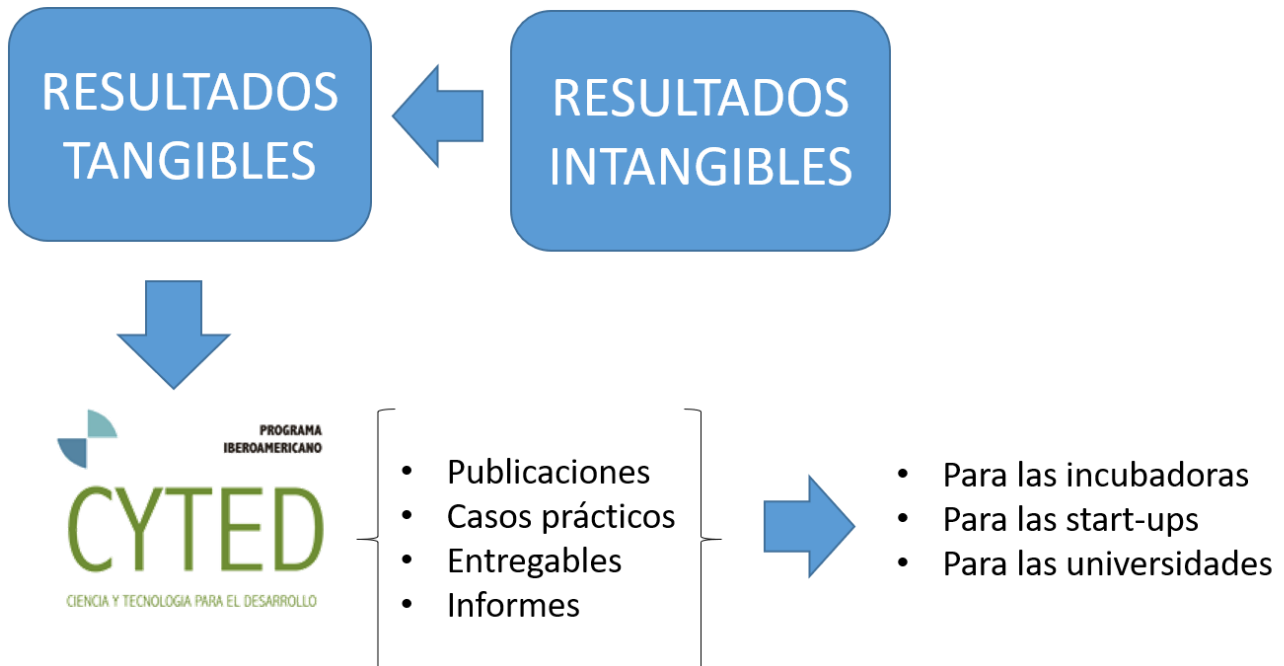 RESULTADOS
TANGIBLES
RESULTADOS
INTANGIBLES
PROGRAMA
IBEROAMERICANO
CYTED
CIENCIA Y TECNOLOGIA PARA EL DESARROLLO
• Publicaciones
• Casos prácticos
• Entregables
• Informes
• Para las incubadoras
• Para las start-ups
• Para las universidades